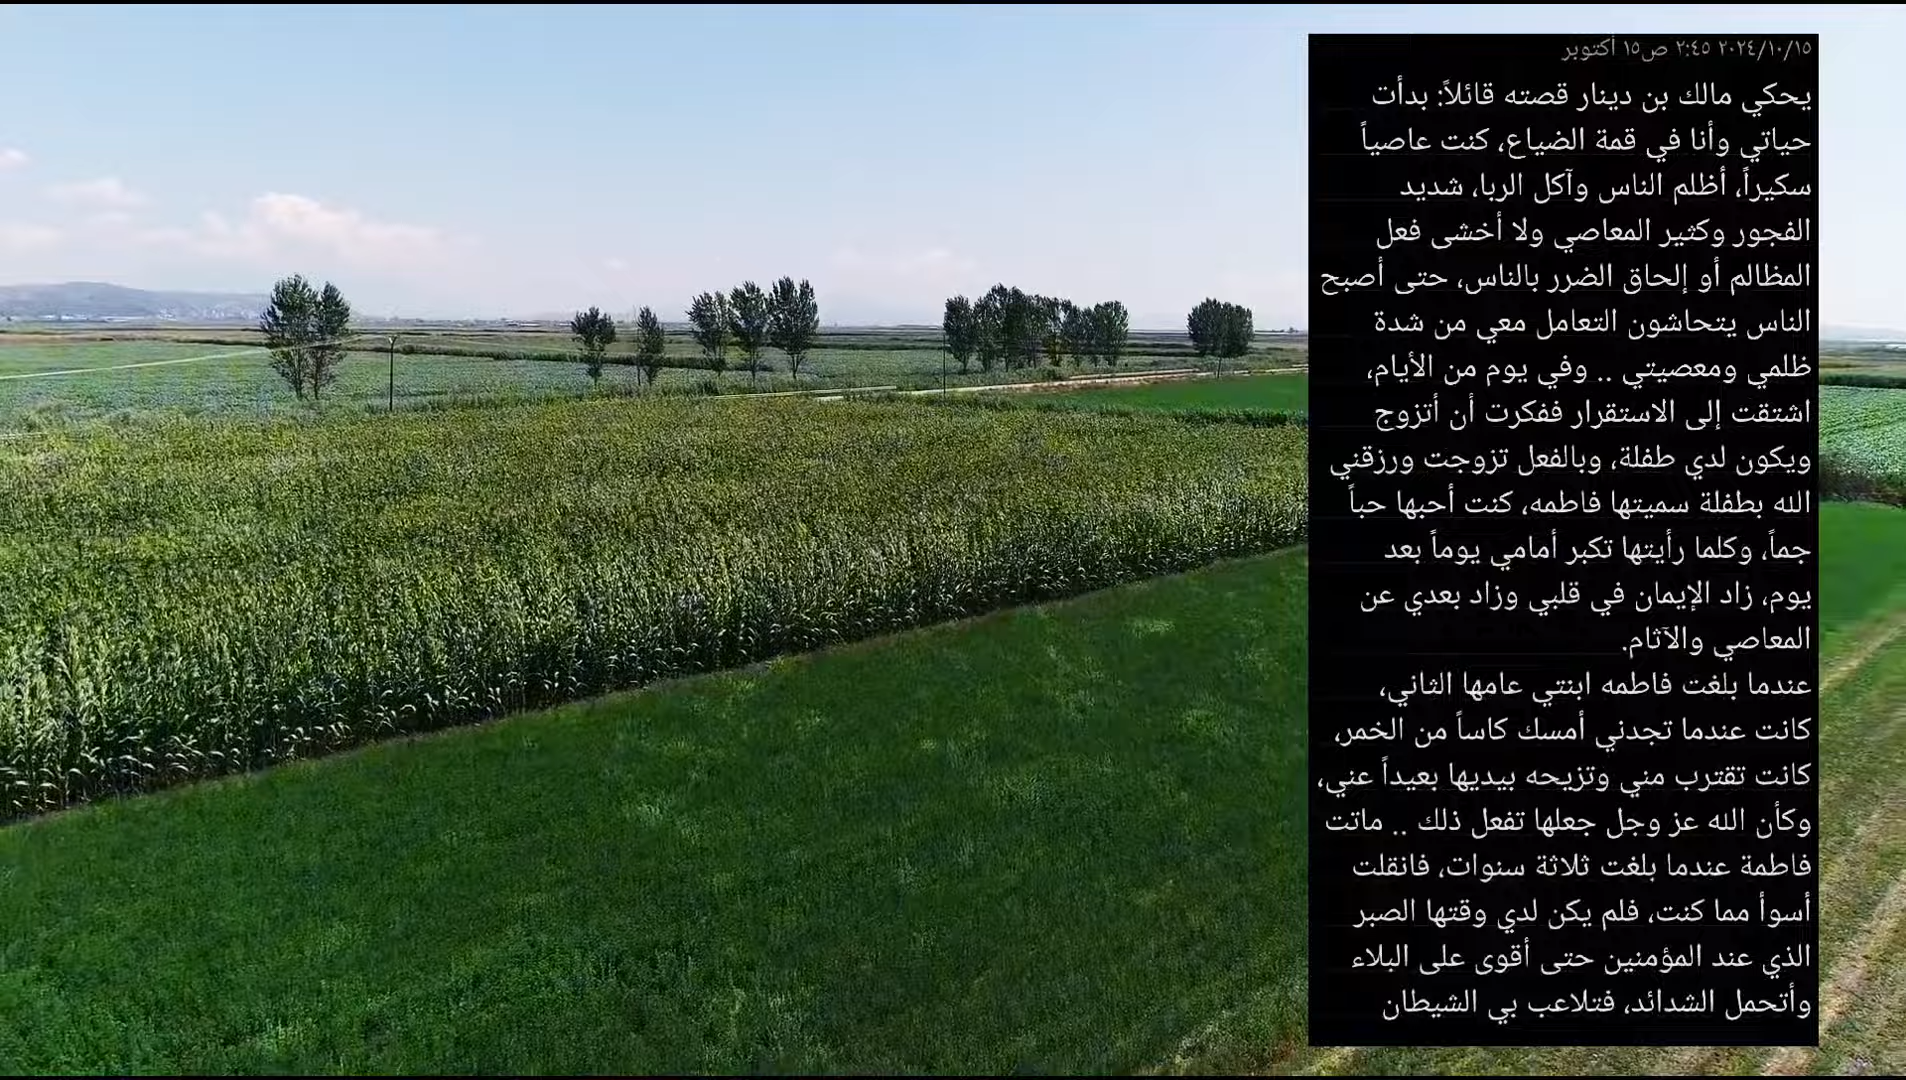 ٢٠٢٤/١٠/١٥ ٢:٤٥ ص١٥ أكتوبر
يحكي مالك بن دينار قصته قائلاً: بدأت
حياتي وأنا في قمة الضياع، كنت عاصياً
سكيراً، أظلم الناس وآكل الربا، شديد
الفجور وكثير المعاصي ولا أخشى فعل
المظالم أو إلحاق الضرر بالناس، حتى أصبح
الناس يتحاشون التعامل معي من شدة
ظلمي ومعصيتي .. وفي يوم من الأيام،
اشتقت إلى الاستقرار ففكرت أن أتزوج
ويكون لدي طفلة، وبالفعل تزوجت ورزقني
الله بطفلة سميتها فاطمه، كنت أحبها حباً
جماً، وكلما رأيتها تكبر أمامي يوماً بعد
يوم، زاد الإيمان في قلبي وزاد بعدي عن
المعاصي والآثام.
عندما بلغت فاطمه ابنتي عامها الثاني،
كانت عندما تجدني أمسك كاساً من الخمر،
كانت تقترب مني وتزيحه بيديها بعيداً عني،
وكأن الله عز وجل جعلها تفعل ذلك .. ماتت
فاطمة عندما بلغت ثلاثة سنوات، فانقلت
أسوأ مما كنت، فلم يكن لدي وقتها الصبر
الذي عند المؤمنين حتى أقوى على البلاء
وأتحمل الشدائد، فتلاعب بي الشيطان